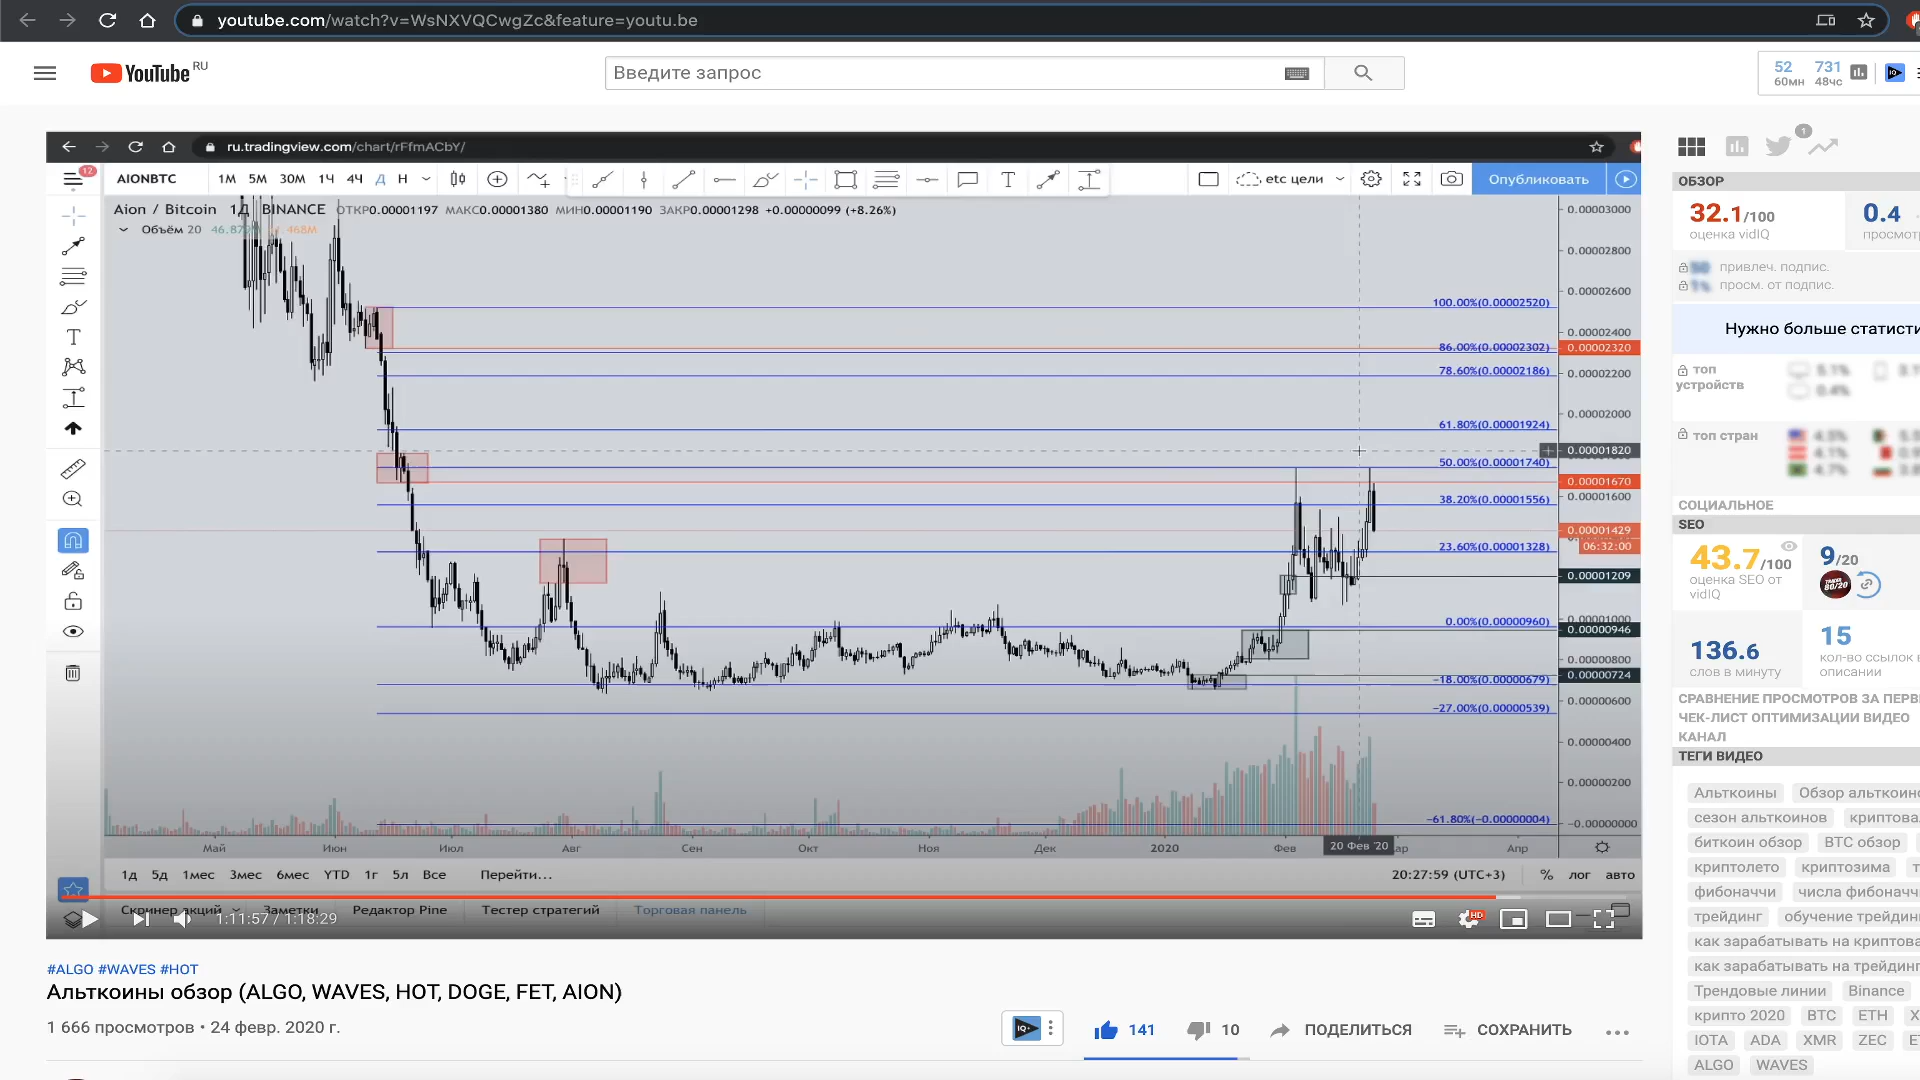 youtube.com/watch?v=WsNXVQCwgZc&feature=youtu.be
YouTube RU
Введите запрос
52 731
60мн 48чс
ru.tradingview.com/chart/rFfmACbY/
12 AIONBTC 1М 5М 30М 1Ч 4Ч Д Н etc цели Опубликовать
Aion / Bitcoin 1Д BINANCE ОТКР0.00001197 МАКС0.00001380 МИН0.00001190 ЗАКР0.00001298 +0.00000099 (+8.26%)
Объём 20
0.00003000
0.00002800
0.00002600
100.00%(0.00002520)
0.00002400
86.00%(0.00002302) 0.00002320
78.60%(0.00002186) 0.00002200
0.00002000
61.80%(0.00001924)
0.00001820
50.00%(0.00001740)
0.00001670
38.20%(0.00001556) 0.00001600
0.00001429
23.60%(0.00001328) 06:32:00
0.00001209
0.00001000
0.00%(0.00000960) 0.00000946
0.00000800
−18.00%(0.00000679) 0.00000724
0.00000600
−27.00%(0.00000539)
0.00000400
0.00000200
−61.80%(−0.00000004) −0.00000000
Май Июн Июл Авг Сен Окт Ноя Дек 2020 Фев 20 Фев '20 Апр
1д 5д 1мес 3мес 6мес YTD 1г 5л Все Перейти... 20:27:59 (UTC+3) % лог авто
Скринер акций Заметки Редактор Pine Тестер стратегий Торговая панель
1:11:57 / 1:18:29
HD
#ALGO #WAVES #HOT
Альткоины обзор (ALGO, WAVES, HOT, DOGE, FET, AION)
1 666 просмотров • 24 февр. 2020 г.
IQ+ 141 10 ПОДЕЛИТЬСЯ СОХРАНИТЬ
1
ОБЗОР
32.1/100 0.4
оценка vidIQ просмот
привлеч. подпис.
просм. от подпис.
Нужно больше статисти
топ
устройств
топ стран
СОЦИАЛЬНОЕ
SEO
43.7/100 9/20
оценка SEO от
vidIQ
136.6 15
слов в минуту кол-во ссылок в
описании
СРАВНЕНИЕ ПРОСМОТРОВ ЗА ПЕРВ
ЧЕК-ЛИСТ ОПТИМИЗАЦИИ ВИДЕО
КАНАЛ
ТЕГИ ВИДЕО
Альткоины Обзор альткоино
сезон альткоинов криптова
биткоин обзор BTC обзор
криптолето криптозима
фибоначчи числа фибоначч
трейдинг обучение трейдин
как зарабатывать на криптова
как зарабатывать на трейдинг
Трендовые линии Binance
крипто 2020 BTC ETH X
IOTA ADA XMR ZEC E
ALGO WAVES